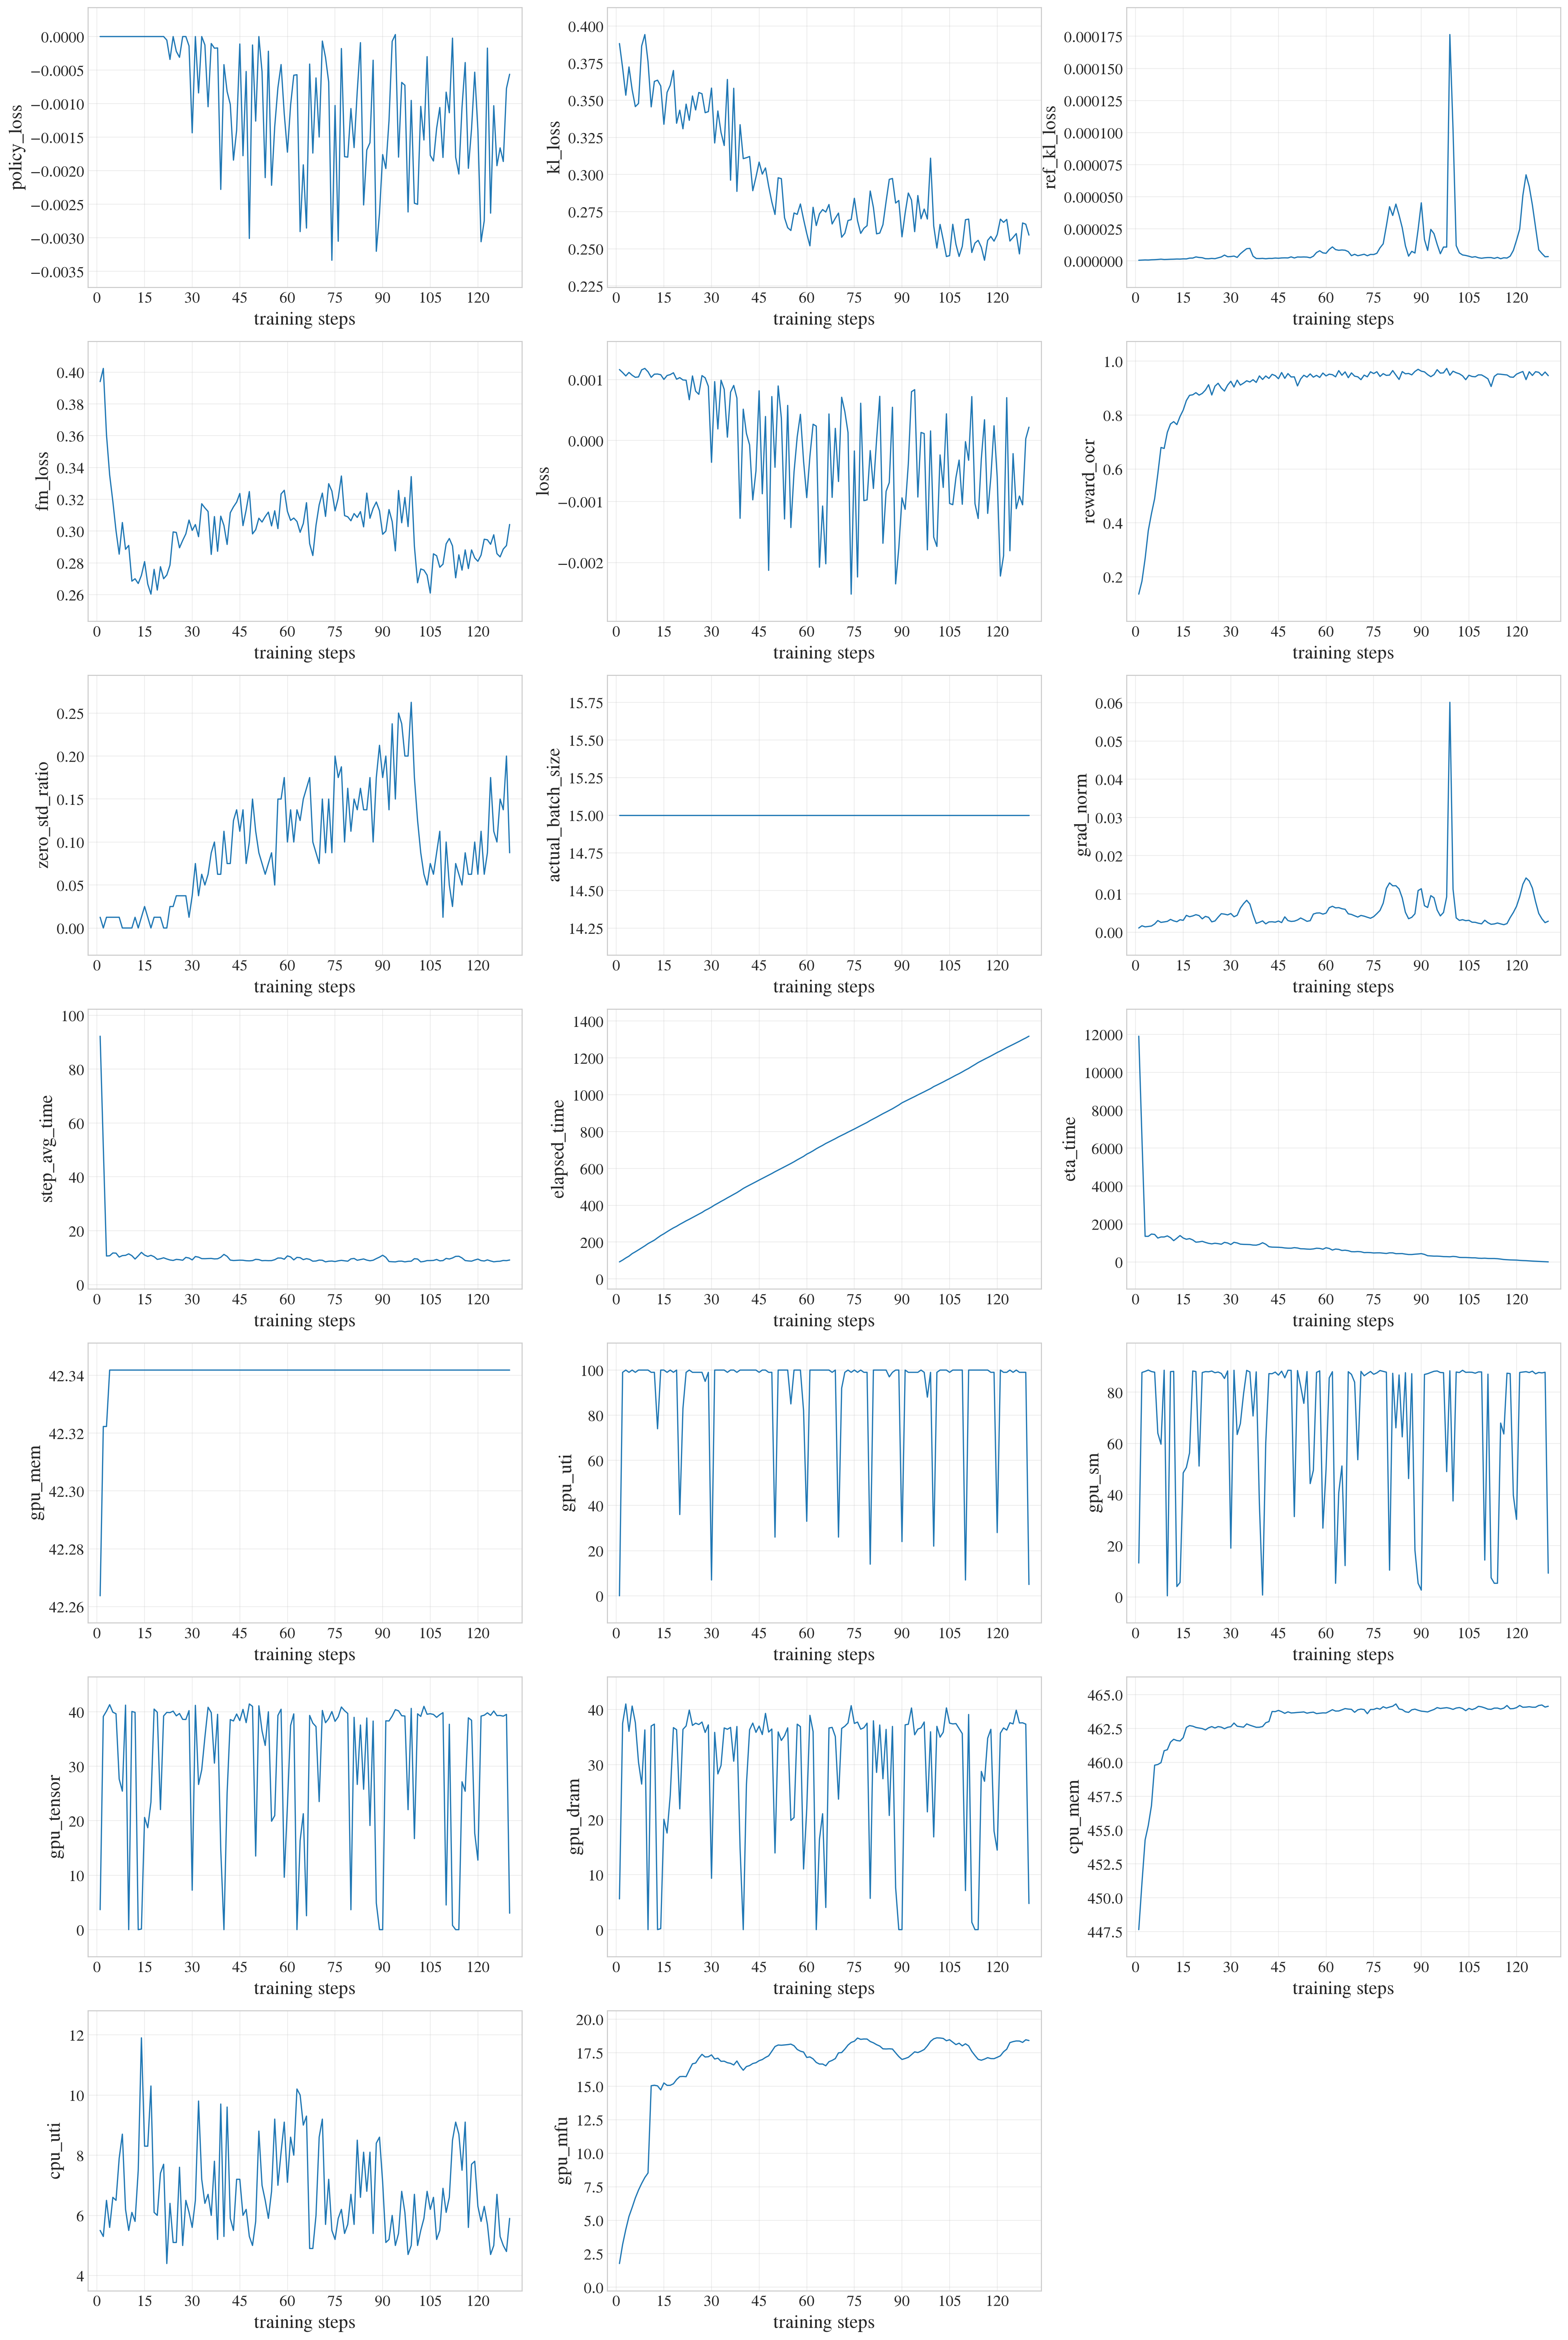 policy_loss
0.0000
−0.0005
−0.0010
−0.0015
−0.0020
−0.0025
−0.0030
−0.0035
0 15 30 45 60 75 90 105 120
training steps
kl_loss
0.400
0.375
0.350
0.325
0.300
0.275
0.250
0.225
0 15 30 45 60 75 90 105 120
training steps
ref_kl_loss
0.000175
0.000150
0.000125
0.000100
0.000075
0.000050
0.000025
0.000000
0 15 30 45 60 75 90 105 120
training steps
fm_loss
0.40
0.38
0.36
0.34
0.32
0.30
0.28
0.26
0 15 30 45 60 75 90 105 120
training steps
loss
0.001
0.000
−0.001
−0.002
0 15 30 45 60 75 90 105 120
training steps
reward_ocr
1.0
0.8
0.6
0.4
0.2
0 15 30 45 60 75 90 105 120
training steps
zero_std_ratio
0.25
0.20
0.15
0.10
0.05
0.00
0 15 30 45 60 75 90 105 120
training steps
actual_batch_size
15.75
15.50
15.25
15.00
14.75
14.50
14.25
0 15 30 45 60 75 90 105 120
training steps
grad_norm
0.06
0.05
0.04
0.03
0.02
0.01
0.00
0 15 30 45 60 75 90 105 120
training steps
step_avg_time
100
80
60
40
20
0
0 15 30 45 60 75 90 105 120
training steps
elapsed_time
1400
1200
1000
800
600
400
200
0
0 15 30 45 60 75 90 105 120
training steps
eta_time
12000
10000
8000
6000
4000
2000
0
0 15 30 45 60 75 90 105 120
training steps
gpu_mem
42.34
42.32
42.30
42.28
42.26
0 15 30 45 60 75 90 105 120
training steps
gpu_uti
100
80
60
40
20
0
0 15 30 45 60 75 90 105 120
training steps
gpu_sm
80
60
40
20
0
0 15 30 45 60 75 90 105 120
training steps
gpu_tensor
40
30
20
10
0
0 15 30 45 60 75 90 105 120
training steps
gpu_dram
40
30
20
10
0
0 15 30 45 60 75 90 105 120
training steps
cpu_mem
465.0
462.5
460.0
457.5
455.0
452.5
450.0
447.5
0 15 30 45 60 75 90 105 120
training steps
cpu_uti
12
10
8
6
4
0 15 30 45 60 75 90 105 120
training steps
gpu_mfu
20.0
17.5
15.0
12.5
10.0
7.5
5.0
2.5
0.0
0 15 30 45 60 75 90 105 120
training steps